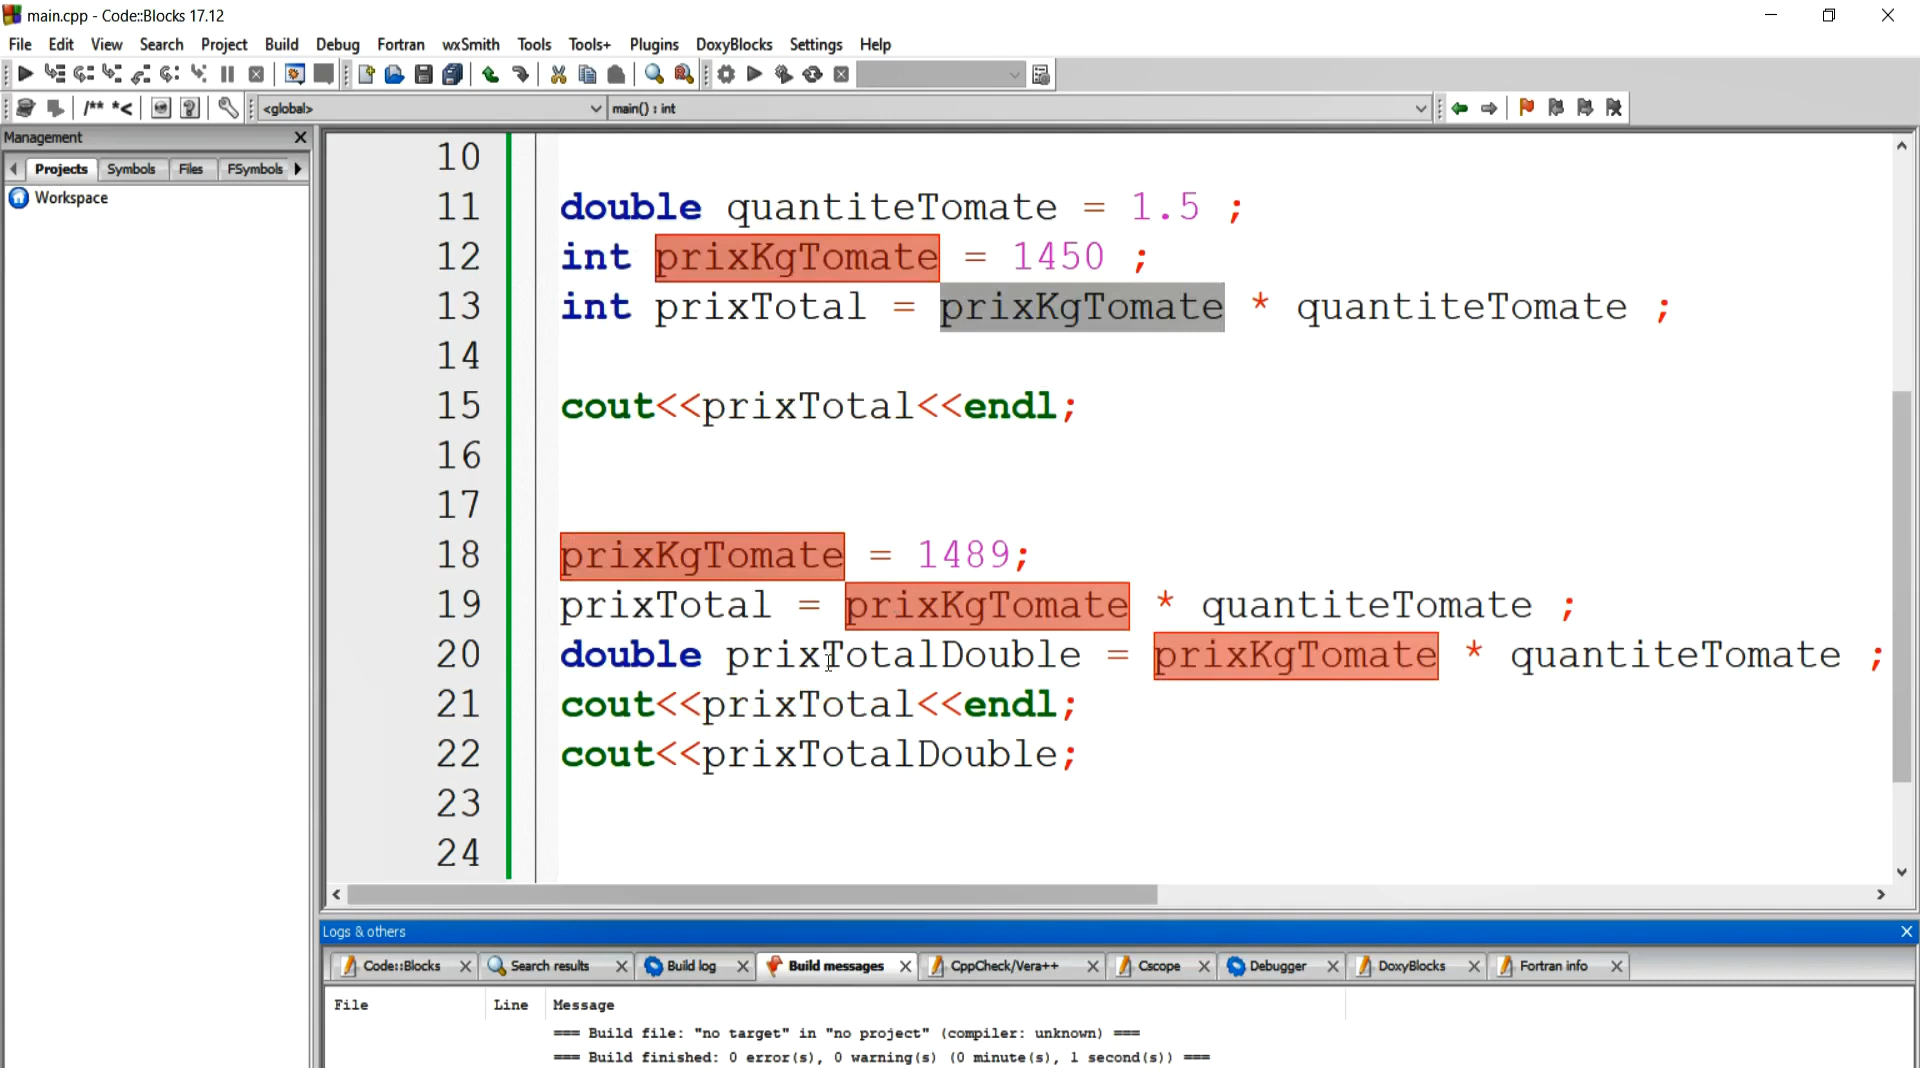 main.cpp - Code::Blocks 17.12
File Edit View Search Project Build Debug Fortran wxSmith Tools Tools+ Plugins DoxyBlocks Settings Help
/** *< <global> main() : int
Management
Projects Symbols Files FSymbols
Workspace
10
11 double quantiteTomate = 1.5 ;
12 int prixKgTomate = 1450 ;
13 int prixTotal = prixKgTomate * quantiteTomate ;
14
15 cout<<prixTotal<<endl;
16
17
18 prixKgTomate = 1489;
19 prixTotal = prixKgTomate * quantiteTomate ;
20 double prixTotalDouble = prixKgTomate * quantiteTomate ;
21 cout<<prixTotal<<endl;
22 cout<<prixTotalDouble;
23
24
Logs & others
Code::Blocks Search results Build log Build messages CppCheck/Vera++ Cscope Debugger DoxyBlocks Fortran info
File Line Message
=== Build file: "no target" in "no project" (compiler: unknown) ===
=== Build finished: 0 error(s), 0 warning(s) (0 minute(s), 1 second(s)) ===